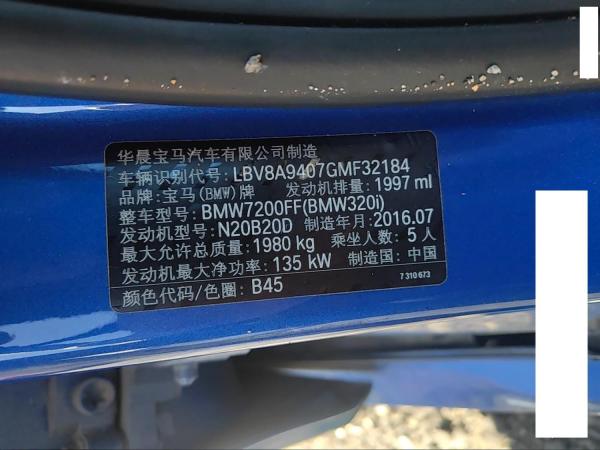 华晨宝马汽车有限公司制造
车辆识别代号: LBV8A9407GMF32184
品牌: 宝马(BMW)牌 发动机排量: 1997 ml
整车型号: BMW7200FF(BMW320i)
发动机型号: N20B20D 制造年月: 2016.07
最大允许总质量: 1980 kg 乘坐人数: 5 人
发动机最大净功率: 135 kW 制造国: 中国
颜色代码/色圈: B45 7 310 673